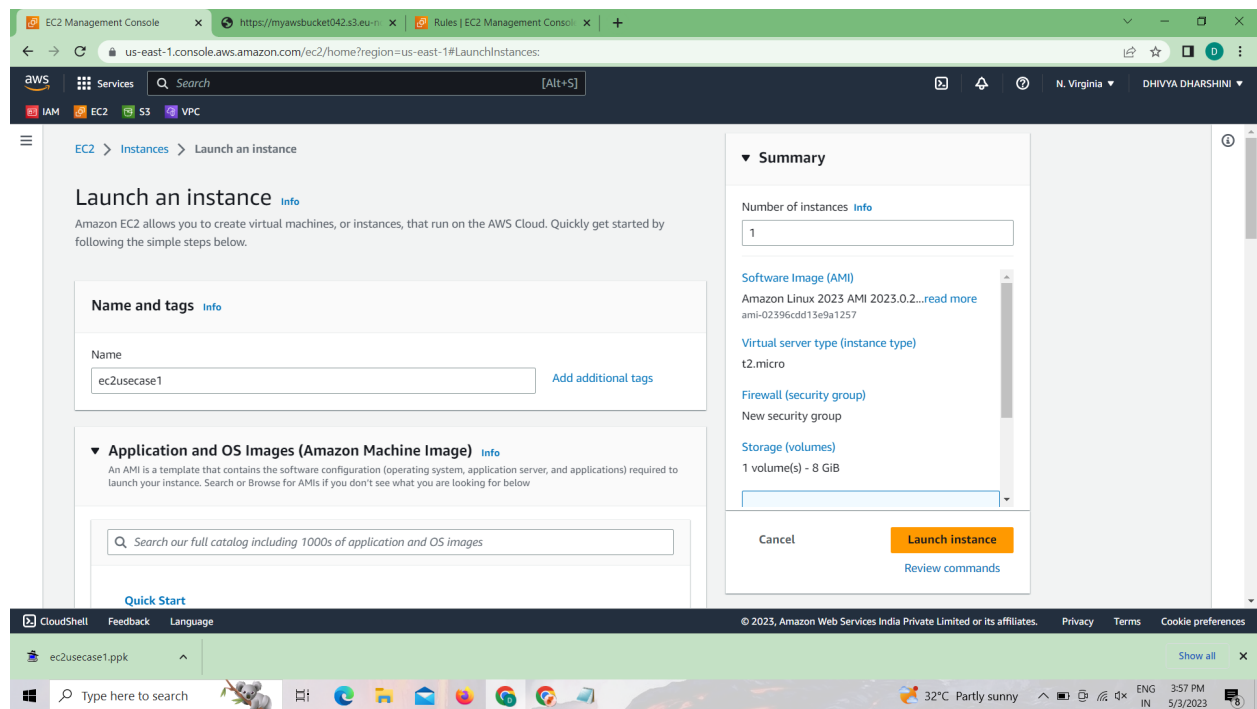 EC2 Management Console
https://myawsbucket042.s3.eu-n
Rules | EC2 Management Consol
us-east-1.console.aws.amazon.com/ec2/home?region=us-east-1#LaunchInstances:
D
aws
Services
Search
[Alt+S]
N. Virginia ▼
DHIVYA DHARSHINI ▼
IAM
EC2
S3
VPC
EC2 > Instances > Launch an instance
Launch an instance Info
Amazon EC2 allows you to create virtual machines, or instances, that run on the AWS Cloud. Quickly get started by
following the simple steps below.
Name and tags Info
Name
ec2usecase1
Add additional tags
▼ Application and OS Images (Amazon Machine Image) Info
An AMI is a template that contains the software configuration (operating system, application server, and applications) required to
launch your instance. Search or Browse for AMIs if you don't see what you are looking for below
Search our full catalog including 1000s of application and OS images
Quick Start
▼ Summary
Number of instances Info
1
Software Image (AMI)
Amazon Linux 2023 AMI 2023.0.2...read more
ami-02396cdd13e9a1257
Virtual server type (instance type)
t2.micro
Firewall (security group)
New security group
Storage (volumes)
1 volume(s) - 8 GiB
Cancel
Launch instance
Review commands
CloudShell
Feedback
Language
© 2023, Amazon Web Services India Private Limited or its affiliates.
Privacy
Terms
Cookie preferences
ec2usecase1.ppk
Show all
Type here to search
32°C Partly sunny
ENG
IN
3:57 PM
5/3/2023
8